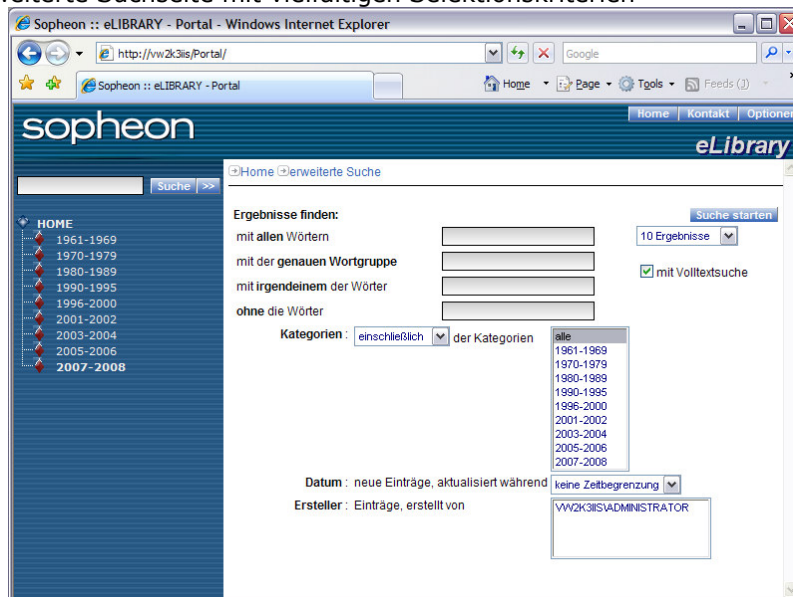 weiterte Suchseite mit vielfältigen Selektionskriterien
Sopheon :: eLIBRARY - Portal - Windows Internet Explorer
http://vw2k3iis/Portal/
Google
Sopheon :: eLIBRARY - Portal
Home Page Tools Feeds (J)
sopheon
Home Kontakt Optionen
eLibrary
Suche >>
Home erweiterte Suche
HOME
1961-1969
1970-1979
1980-1989
1990-1995
1996-2000
2001-2002
2003-2004
2005-2006
2007-2008
Ergebnisse finden:
Suche starten
mit allen Wörtern
10 Ergebnisse
mit der genauen Wortgruppe
mit Volltextsuche
mit irgendeinem der Wörter
ohne die Wörter
Kategorien : einschließlich der Kategorien
alle
1961-1969
1970-1979
1980-1989
1990-1995
1996-2000
2001-2002
2003-2004
2005-2006
2007-2008
Datum : neue Einträge, aktualisiert während keine Zeitbegrenzung
Ersteller : Einträge, erstellt von VW2K3IIS\ADMINISTRATOR